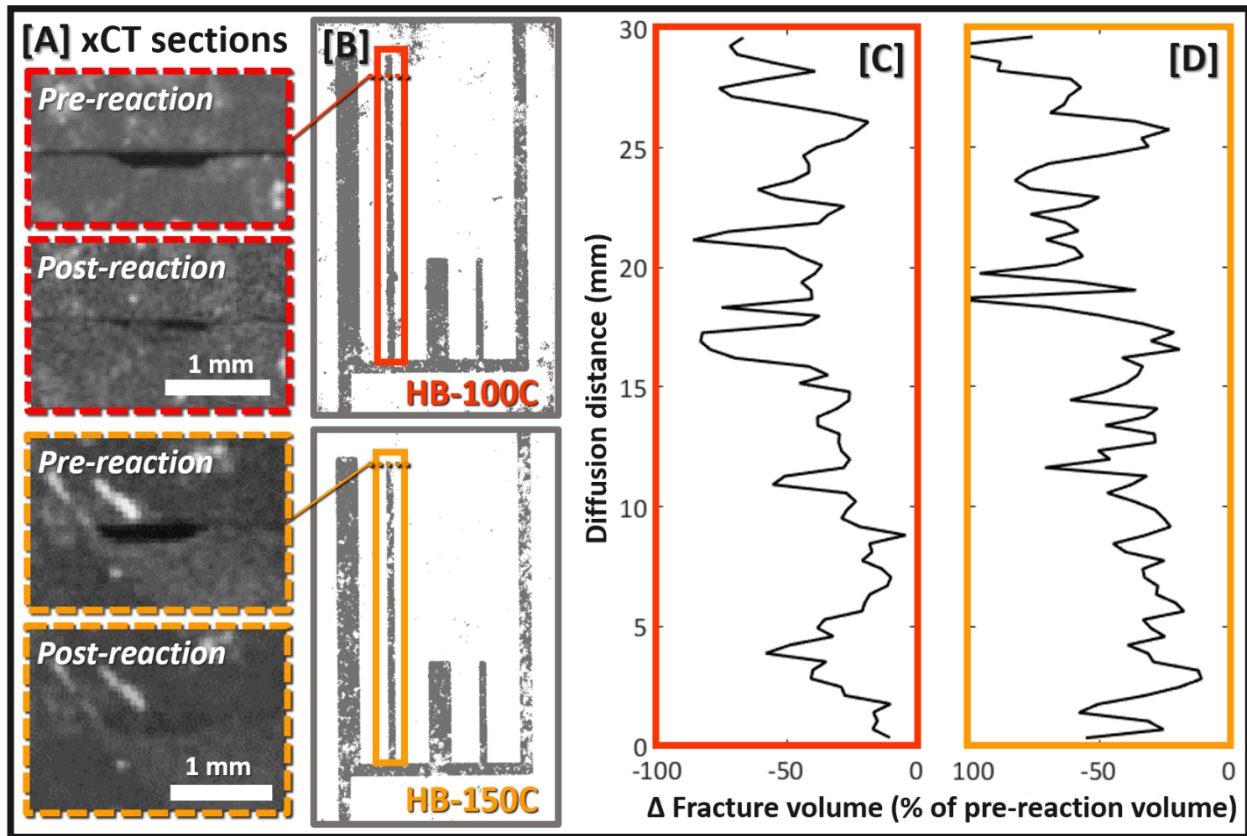 [A] xCT sections
Pre-reaction
Post-reaction
1 mm
Pre-reaction
Post-reaction
1 mm
[B]
HB-100C
HB-150C
[C]
[D]
Diffusion distance (mm)
30
25
20
15
10
5
0
-100 -50 0
100 -50 0
Δ Fracture volume (% of pre-reaction volume)